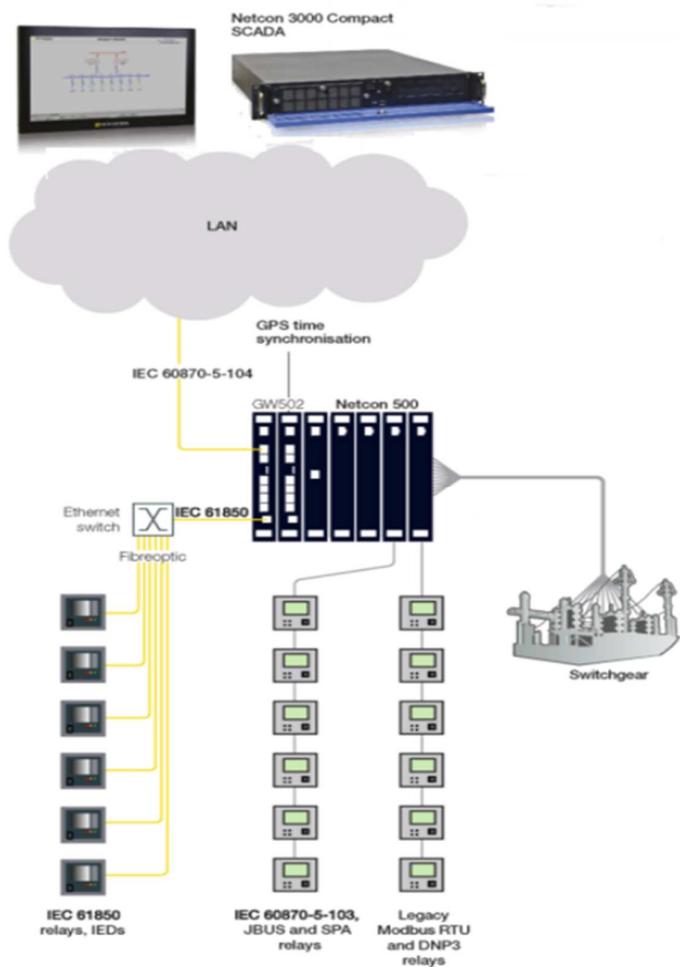 Netcon 3000 Compact
SCADA
LAN
GPS time
synchronisation
IEC 60870-5-104
GW502
Netcon 500
Ethernet
switch
IEC 61850
Fibreoptic
Switchgear
IEC 61850
relays, IEDs
IEC 60870-5-103,
JBUS and SPA
relays
Legacy
Modbus RTU
and DNP3
relays